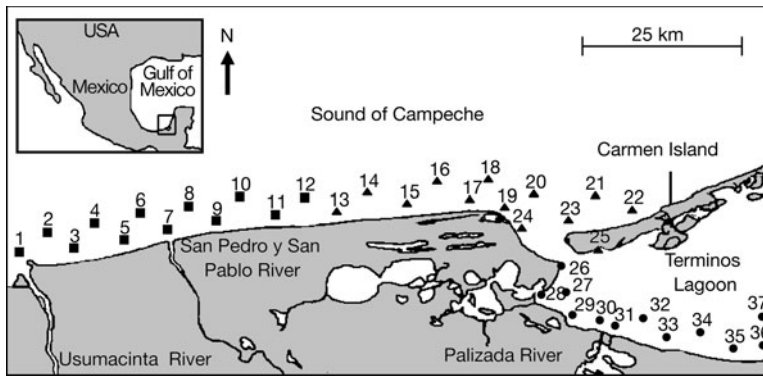 USA
Mexico
Gulf of
Mexico
N
25 km
Sound of Campeche
Carmen Island
1
2
3
4
5
6
7
8
9
10
11
12
13
14
15
16
17
18
19
20
21
22
23
24
25
San Pedro y San
Pablo River
Terminos
Lagoon
26
27
28
29
30
31
32
33
34
35
36
37
Usumacinta River
Palizada River